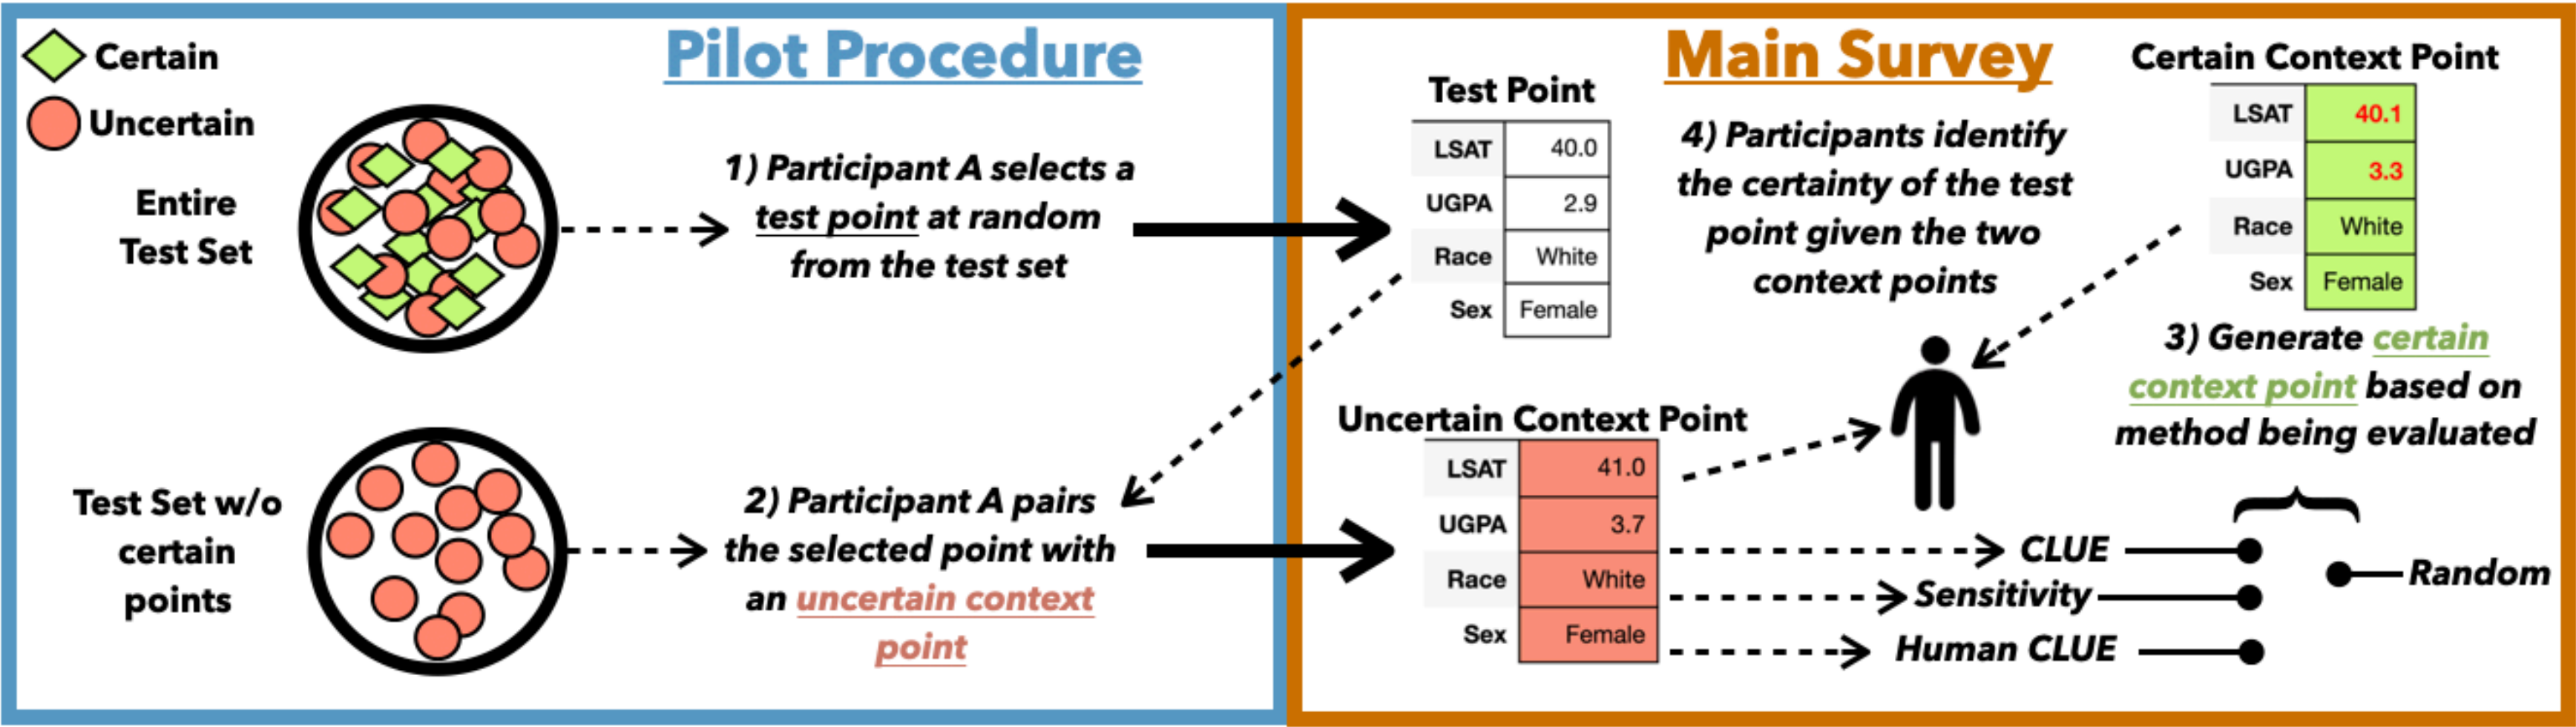 Certain
Uncertain
Entire
Test Set
Pilot Procedure
1) Participant A selects a
test point at random
from the test set
Test Set w/o
certain
points
2) Participant A pairs
the selected point with
an uncertain context
point
Main Survey
Test Point
LSAT 40.0
UGPA 2.9
Race White
Sex Female
4) Participants identify
the certainty of the test
point given the two
context points
Certain Context Point
LSAT 40.1
UGPA 3.3
Race White
Sex Female
3) Generate certain
context point based on
method being evaluated
Uncertain Context Point
LSAT 41.0
UGPA 3.7
Race White
Sex Female
CLUE
Sensitivity
Human CLUE
Random